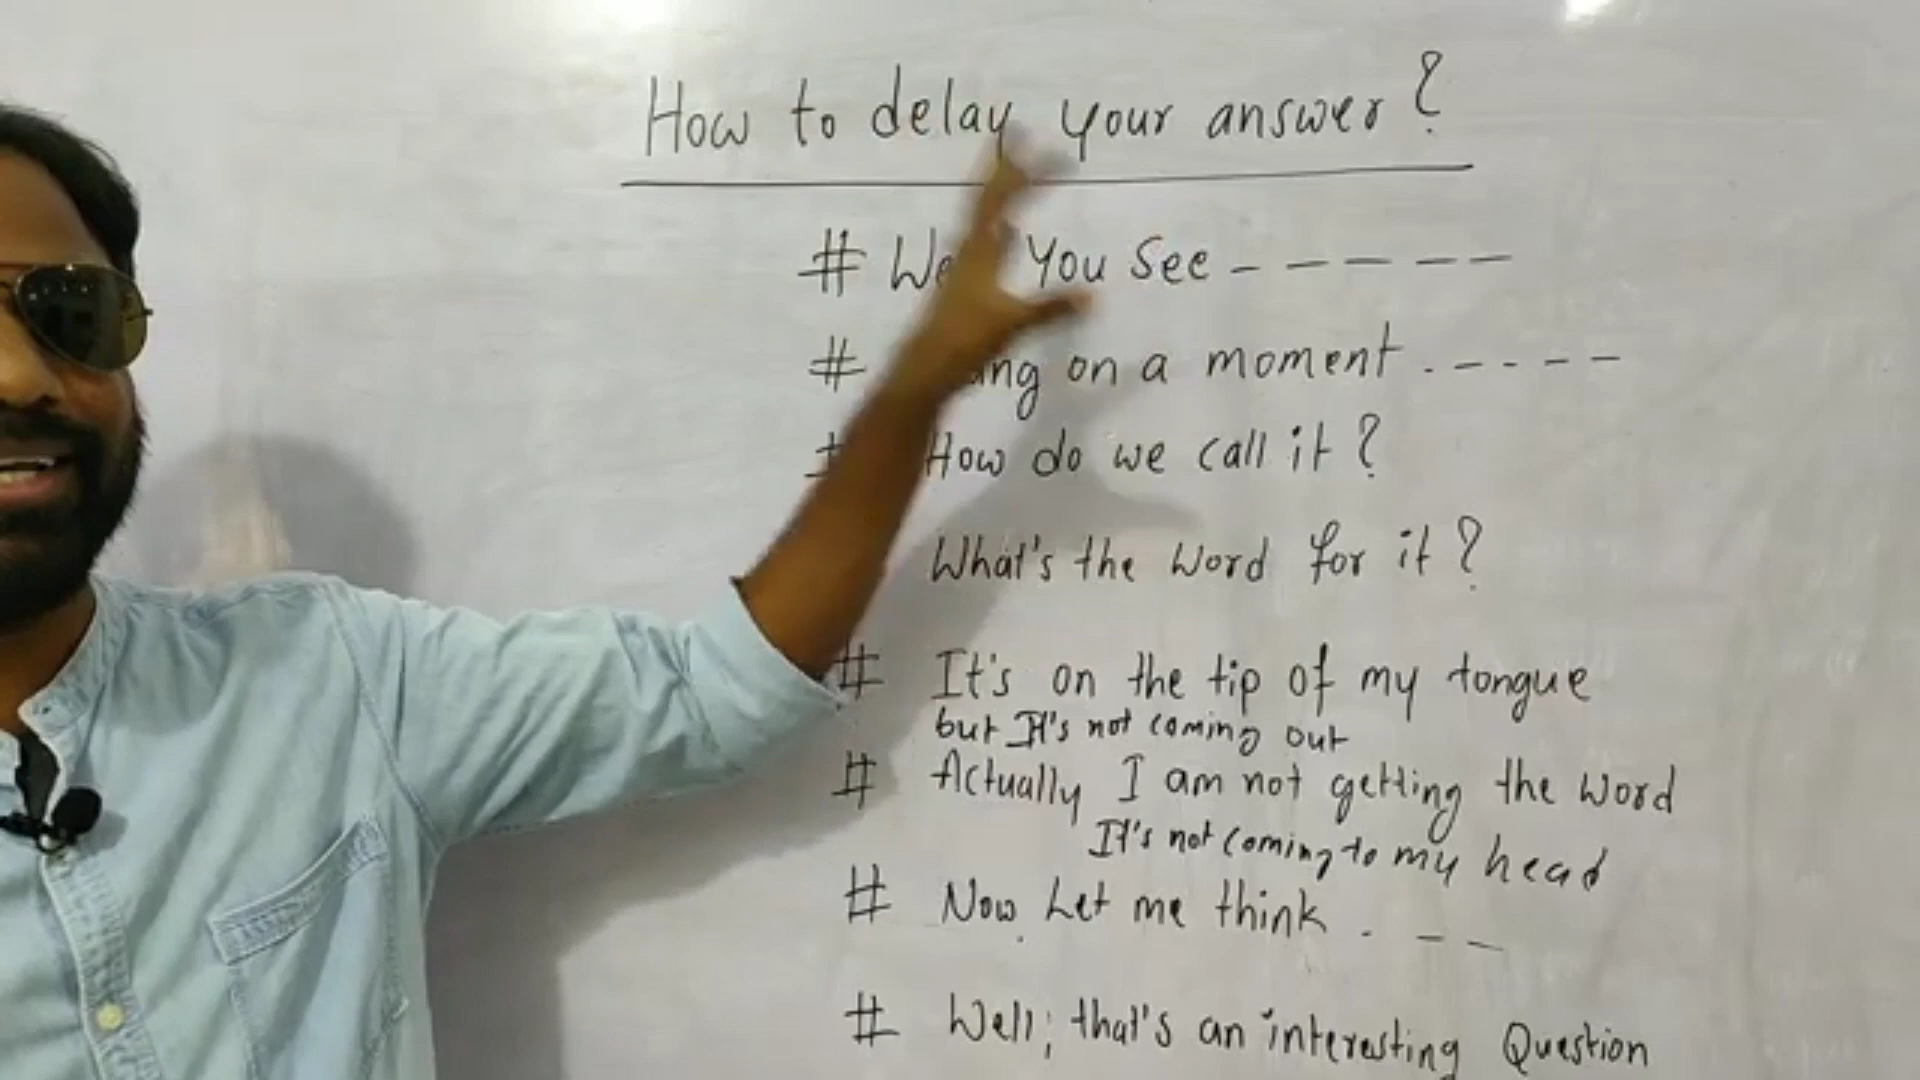 How to delay your answer?
# You See - - - - - -
# on a moment . - - - -
How do we call it?
What's the Word for it?
# It's on the tip of my tongue
but It's not coming out
# Actually I am not getting the Word
It's not coming to my head
# Now. Let me think . - - -
# Well; that's an interesting Question